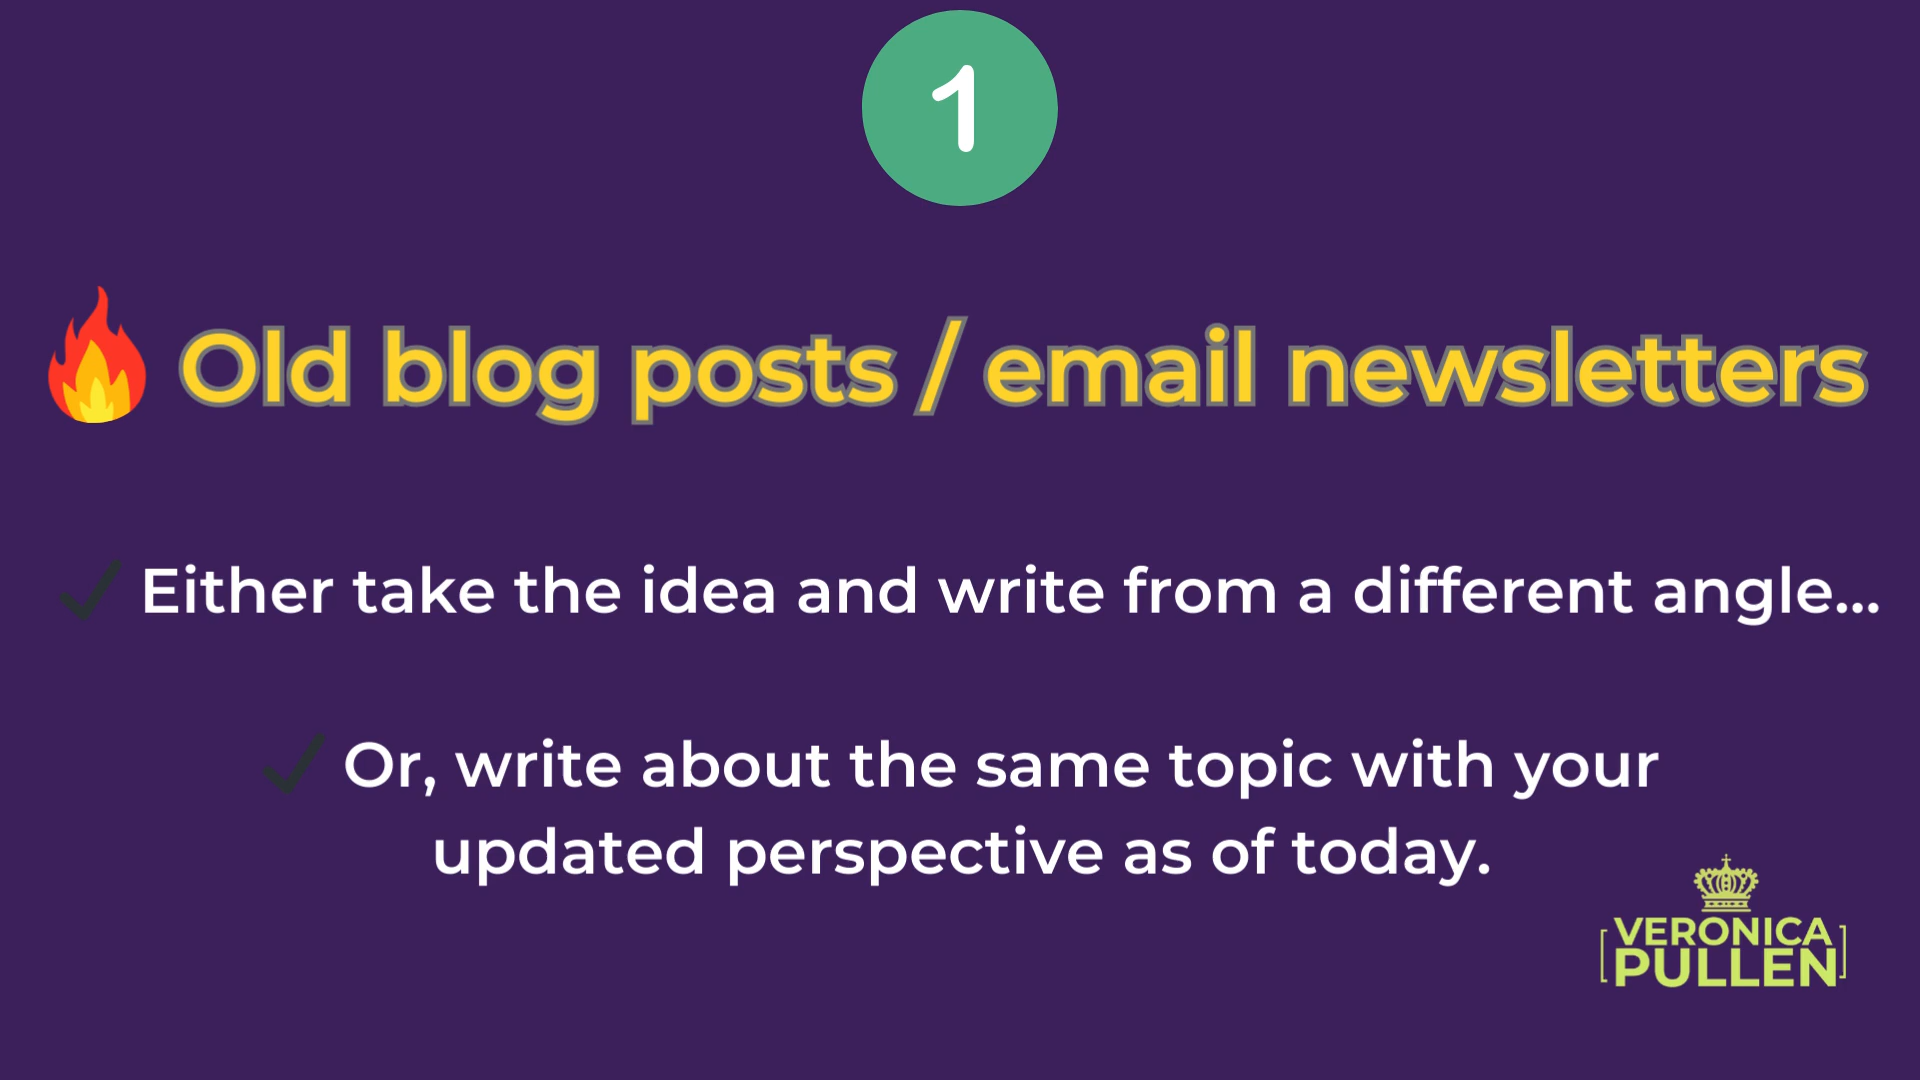 1
🔥 Old blog posts / email newsletters
✔ Either take the idea and write from a different angle...
✔ Or, write about the same topic with your
updated perspective as of today.
[VERONICA
PULLEN]